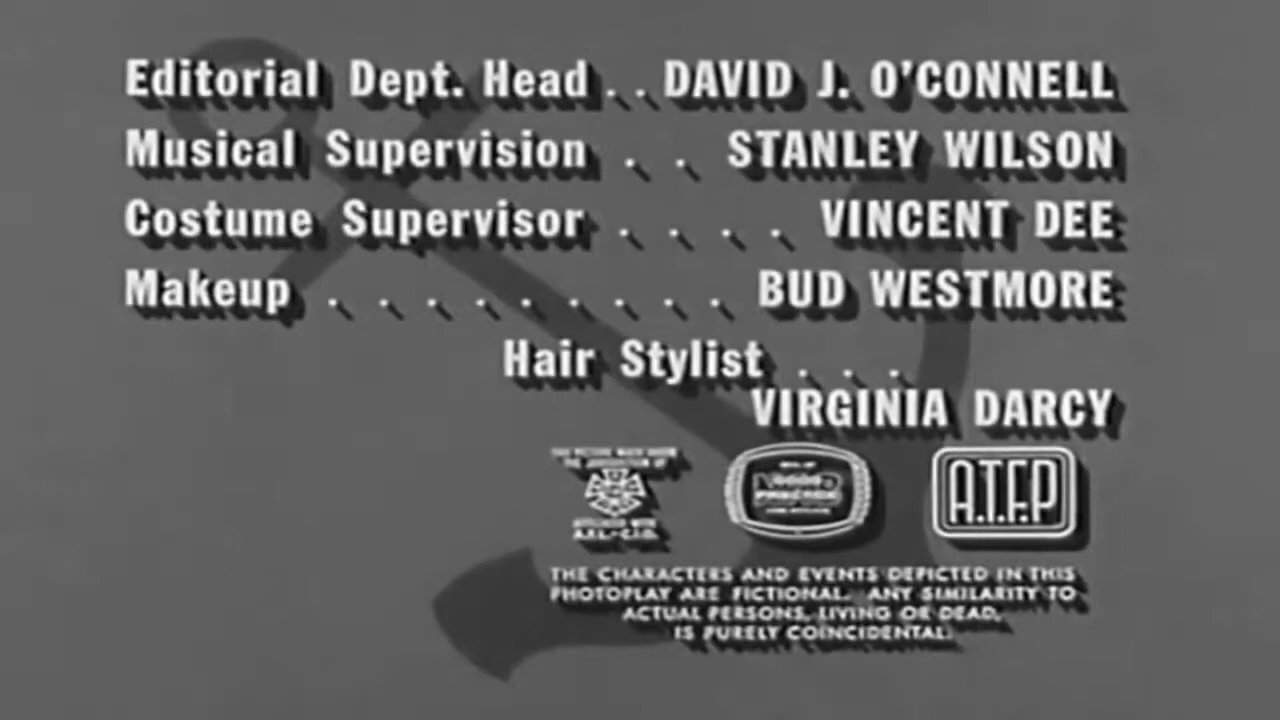 Editorial Dept. Head . . DAVID J. O'CONNELL
Musical Supervision . . STANLEY WILSON
Costume Supervisor . . . . VINCENT DEE
Makeup . . . . . . . . . BUD WESTMORE
Hair Stylist . . .
VIRGINIA DARCY
A.T.F.P
THE CHARACTERS AND EVENTS DEPICTED IN THIS
PHOTOPLAY ARE FICTIONAL. ANY SIMILARITY TO
ACTUAL PERSONS, LIVING OR DEAD,
IS PURELY COINCIDENTAL.